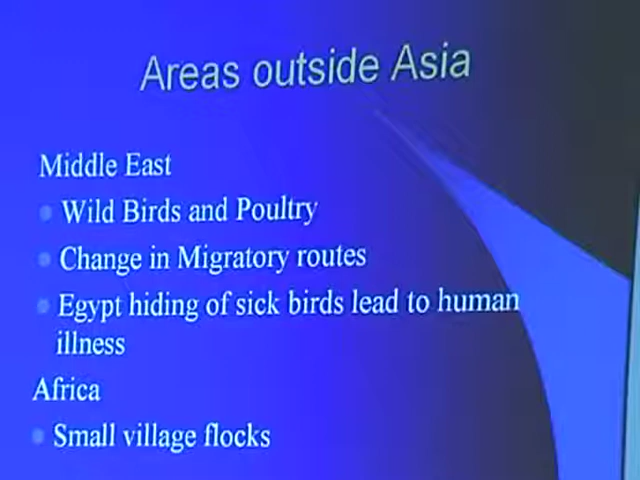 Areas outside Asia
Middle East
Wild Birds and Poultry
Change in Migratory routes
Egypt hiding of sick birds lead to human
illness
Africa
Small village flocks